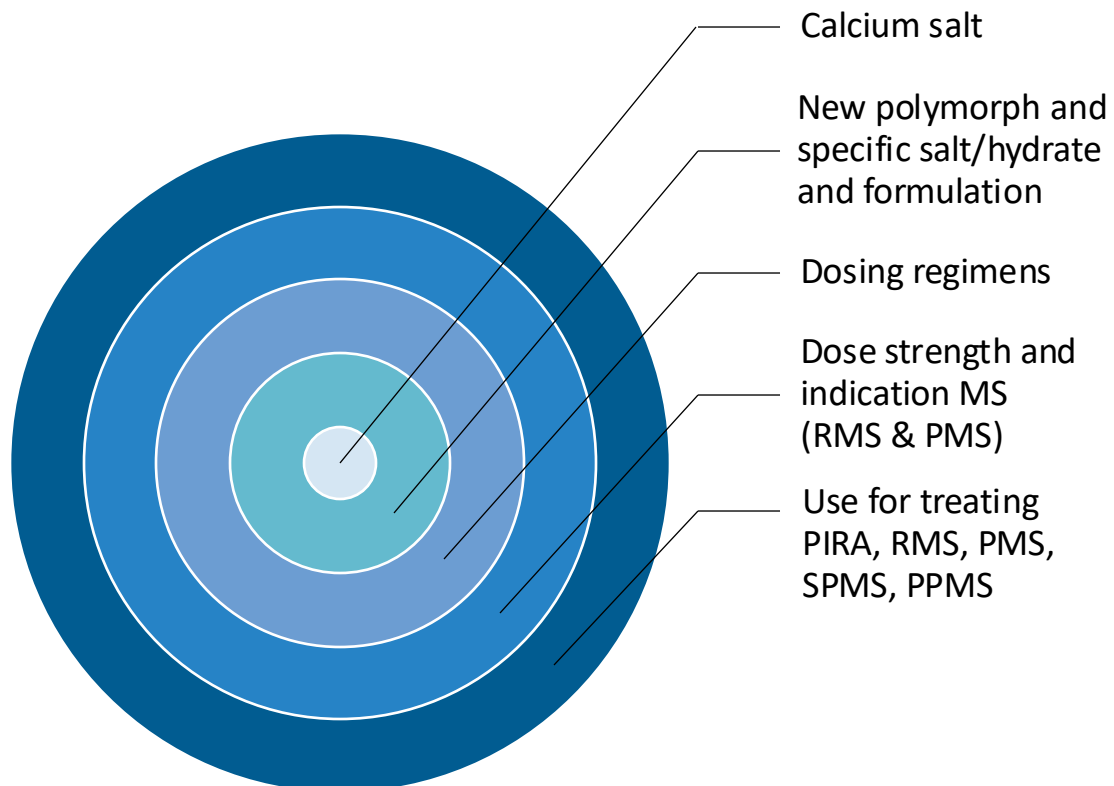 Calcium salt
New polymorph and
specific salt/hydrate
and formulation
Dosing regimens
Dose strength and
indication MS
(RMS & PMS)
Use for treating
PIRA, RMS, PMS,
SPMS, PPMS